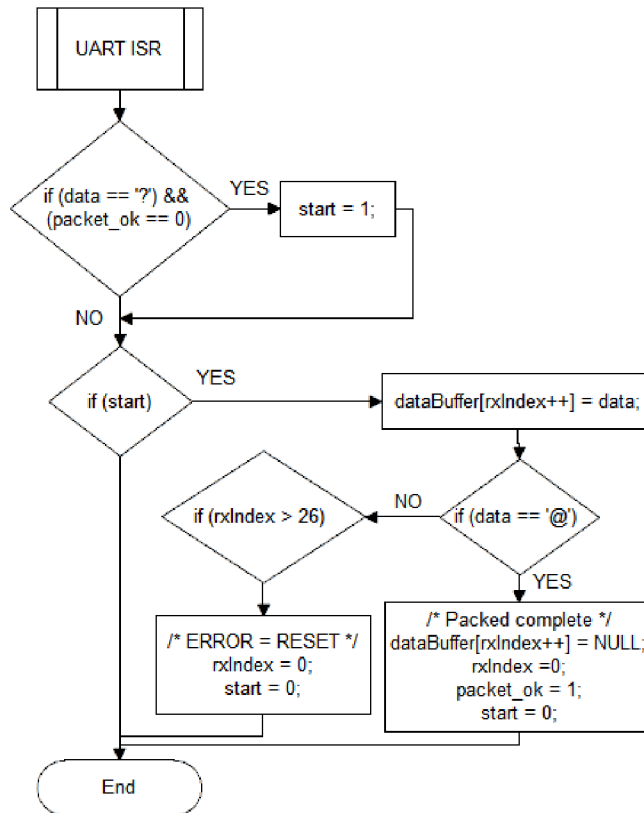 UART ISR
if (data == '?') &&
(packet_ok == 0)
YES
start = 1;
NO
if (start)
YES
dataBuffer[rxIndex++] = data;
if (rxIndex > 26)
NO
if (data == '@')
YES
/* ERROR = RESET */
rxIndex = 0;
start = 0;
/* Packed complete */
dataBuffer[rxIndex++] = NULL;
rxIndex =0;
packet_ok = 1;
start = 0;
End